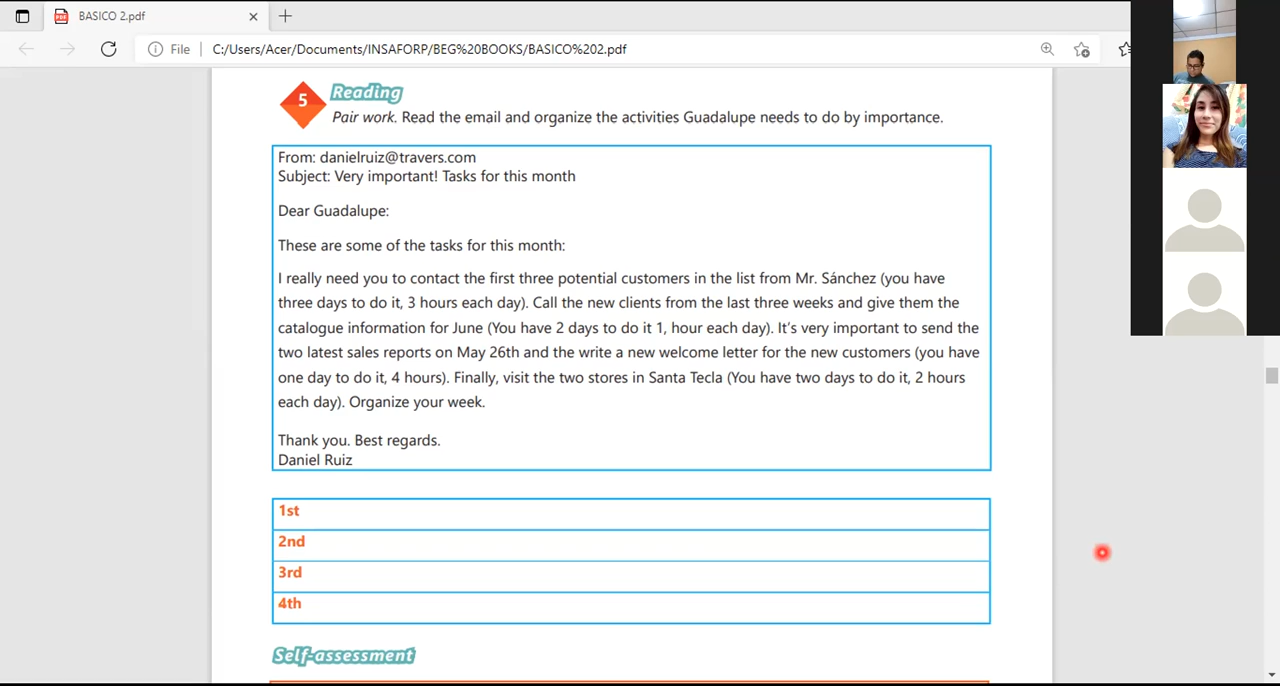 BASICO 2.pdf
File
C:/Users/Acer/Documents/INSAFORP/BEG%20BOOKS/BASICO%202.pdf
5 Reading
Pair work. Read the email and organize the activities Guadalupe needs to do by importance.
From: danielruiz@travers.com
Subject: Very important! Tasks for this month
Dear Guadalupe:
These are some of the tasks for this month:
I really need you to contact the first three potential customers in the list from Mr. Sánchez (you have
three days to do it, 3 hours each day). Call the new clients from the last three weeks and give them the
catalogue information for June (You have 2 days to do it 1, hour each day). It’s very important to send the
two latest sales reports on May 26th and the write a new welcome letter for the new customers (you have
one day to do it, 4 hours). Finally, visit the two stores in Santa Tecla (You have two days to do it, 2 hours
each day). Organize your week.
Thank you. Best regards.
Daniel Ruiz
1st
2nd
3rd
4th
Self-assessment